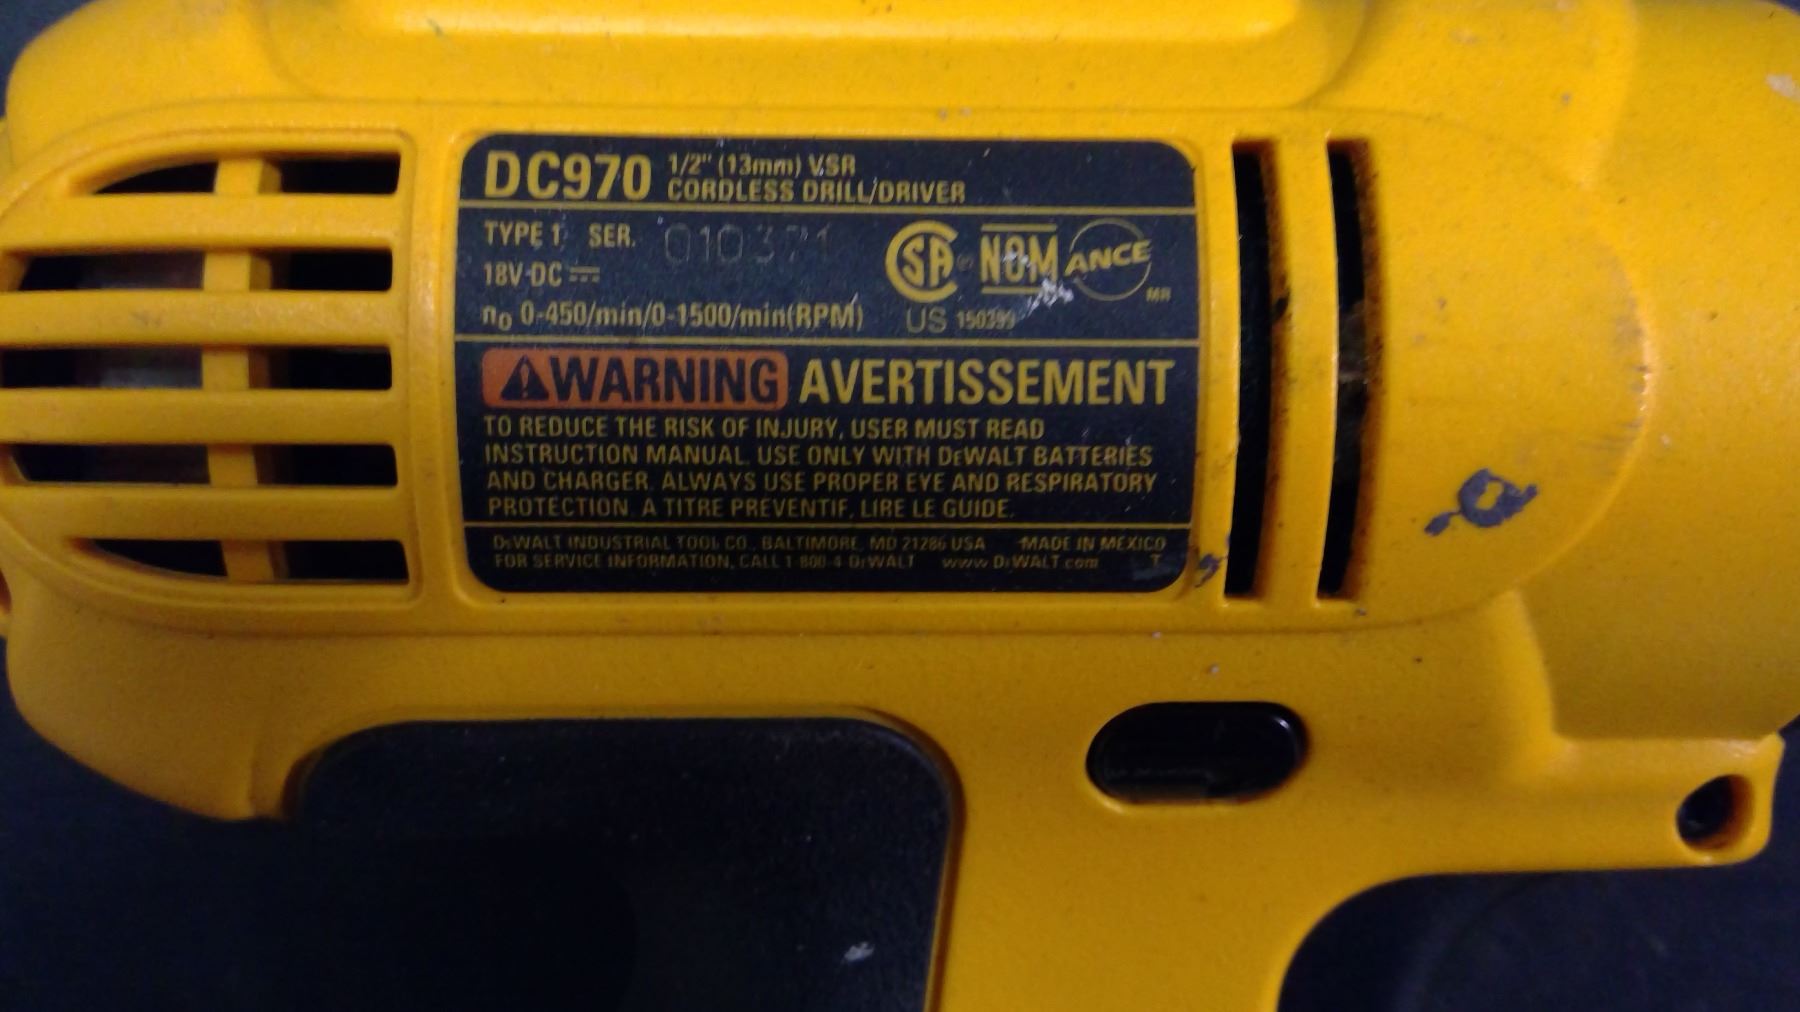 DC970 1/2" (13mm) VSR
CORDLESS DRILL/DRIVER
TYPE 1 SER. 010371
18V DC
n₀ 0-450/min/0-1500/min(RPM)
SA
NOM
ANCE
MR
US 150399
WARNING AVERTISSEMENT
TO REDUCE THE RISK OF INJURY, USER MUST READ
INSTRUCTION MANUAL. USE ONLY WITH DEWALT BATTERIES
AND CHARGER. ALWAYS USE PROPER EYE AND RESPIRATORY
PROTECTION. A TITRE PREVENTIF, LIRE LE GUIDE.
DEWALT INDUSTRIAL TOOL CO., BALTIMORE, MD 21286 USA MADE IN MEXICO
FOR SERVICE INFORMATION, CALL 1-800-4-DEWALT www.DEWALT.com T